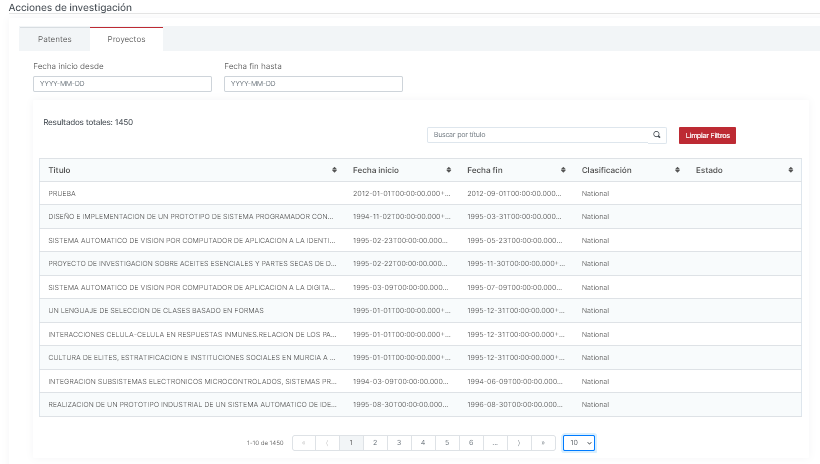 Acciones de investigación
Patentes Proyectos
Fecha inicio desde Fecha fin hasta
YYYY-MM-DD YYYY-MM-DD
Resultados totales: 1450
Buscar por título Limpiar Filtros
Título Fecha inicio Fecha fin Clasificación Estado
PRUEBA 2012-01-01T00:00:00.000+... 2012-09-01T00:00:00.000... National
DISEÑO E IMPLEMENTACION DE UN PROTOTIPO DE SISTEMA PROGRAMADOR CON... 1994-11-02T00:00:00.000+... 1995-03-31T00:00:00.000... National
SISTEMA AUTOMATICO DE VISION POR COMPUTADOR DE APLICACION A LA IDENTI... 1995-02-23T00:00:00.000... 1995-05-23T00:00:00.000... National
PROYECTO DE INVESTIGACION SOBRE ACEITES ESENCIALES Y PARTES SECAS DE D... 1995-02-22T00:00:00.000... 1995-11-30T00:00:00.000+... National
SISTEMA AUTOMATICO DE VISION POR COMPUTADOR DE APLICACION A LA DIGITA... 1995-03-09T00:00:00.000... 1995-07-09T00:00:00.000... National
UN LENGUAJE DE SELECCION DE CLASES BASADO EN FORMAS 1995-01-01T00:00:00.000+... 1995-12-31T00:00:00.000+... National
INTERACCIONES CELULA-CELULA EN RESPUESTAS INMUNES.RELACION DE LOS PA... 1995-01-01T00:00:00.000+... 1995-12-31T00:00:00.000+... National
CULTURA DE ELITES, ESTRATIFICACION E INSTITUCIONES SOCIALES EN MURCIA A ... 1995-01-01T00:00:00.000+... 1995-12-31T00:00:00.000+... National
INTEGRACION SUBSISTEMAS ELECTRONICOS MICROCONTROLADOS, SISTEMAS PR... 1994-03-09T00:00:00.000... 1994-06-09T00:00:00.000... National
REALIZACION DE UN PROTOTIPO INDUSTRIAL DE UN SISTEMA AUTOMATICO DE IDE... 1995-08-30T00:00:00.000... 1996-08-30T00:00:00.000... National
1-10 de 1450 « ⟨ 1 2 3 4 5 6 ... ⟩ » 10